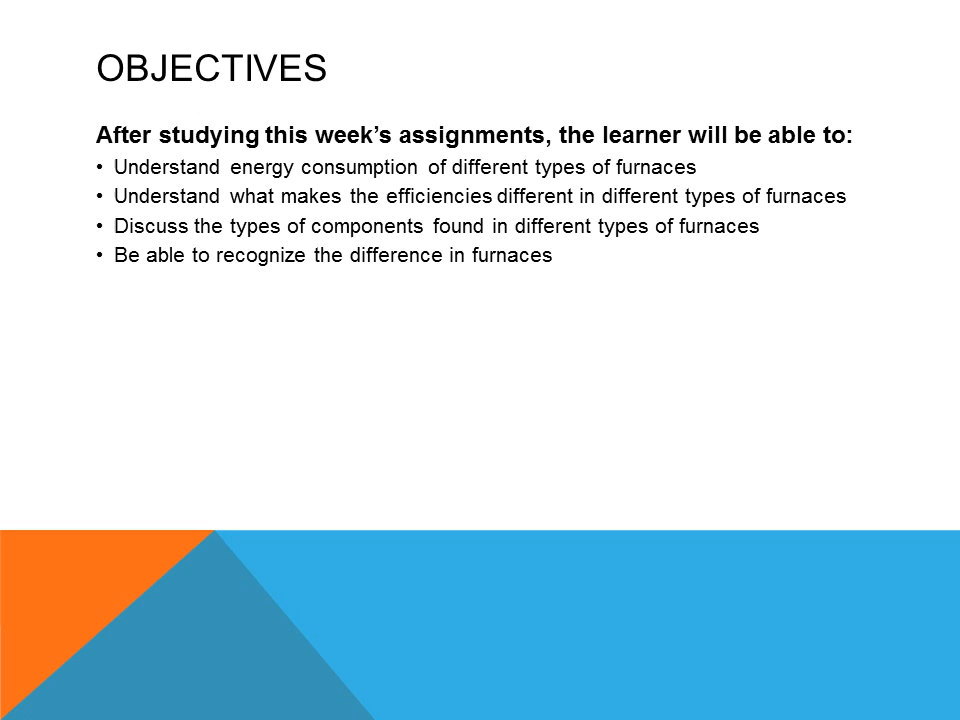 OBJECTIVES
After studying this week’s assignments, the learner will be able to:
• Understand energy consumption of different types of furnaces
• Understand what makes the efficiencies different in different types of furnaces
• Discuss the types of components found in different types of furnaces
• Be able to recognize the difference in furnaces